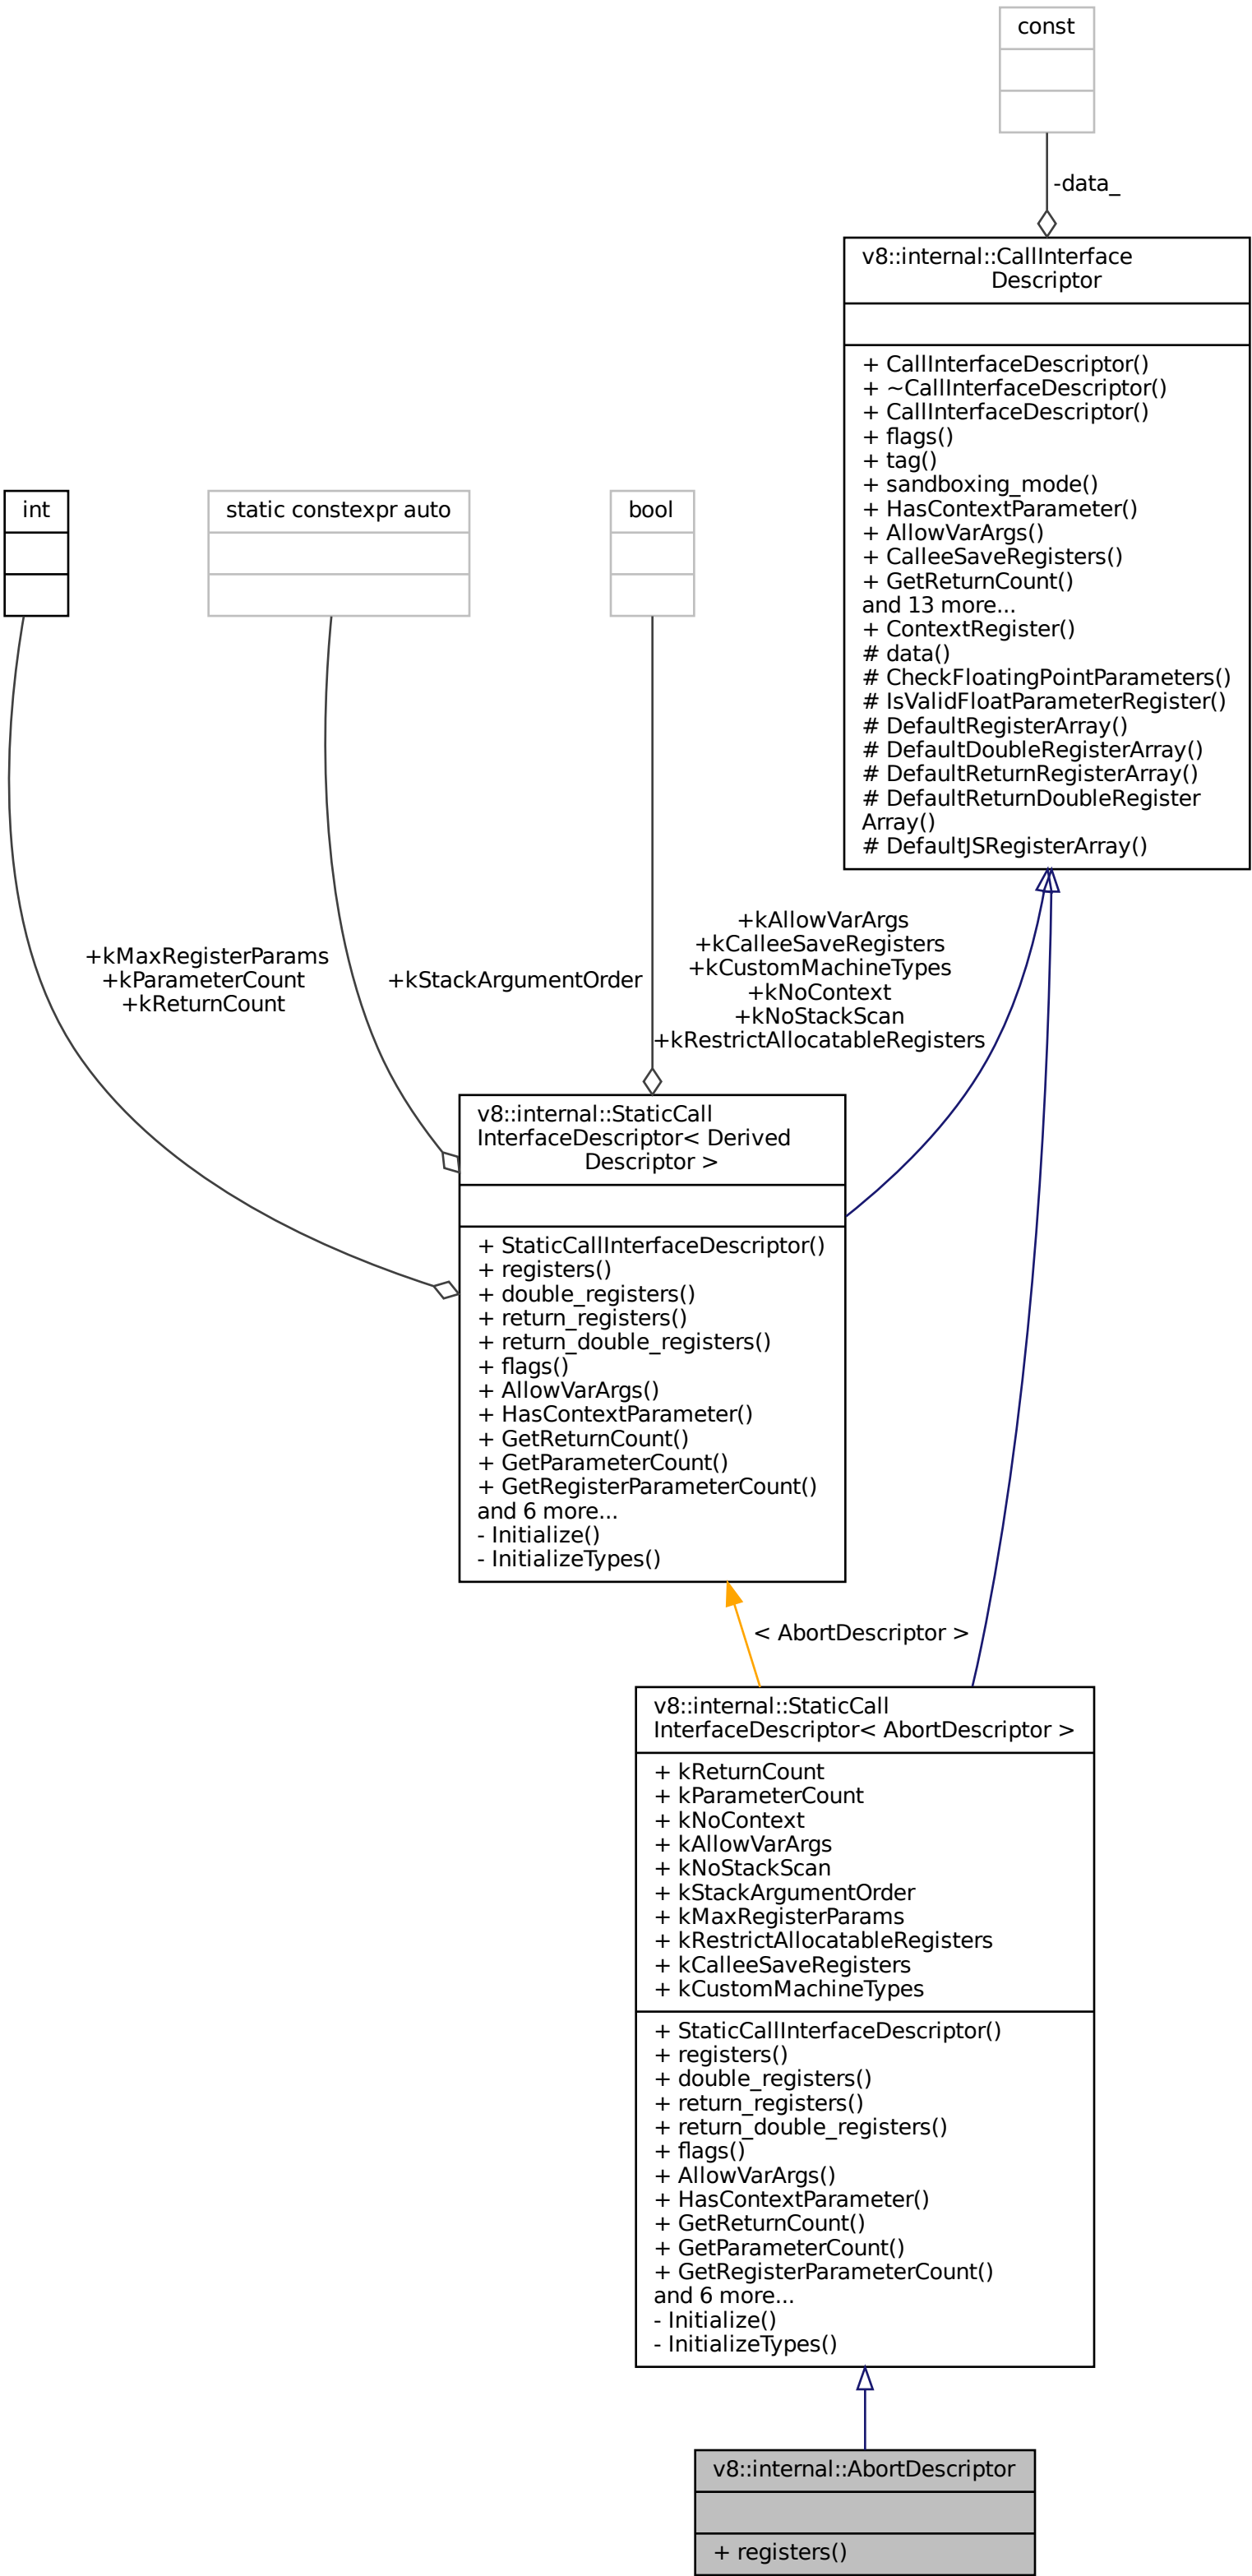 const
-data_
v8::internal::CallInterface
Descriptor
+ CallInterfaceDescriptor()
+ ~CallInterfaceDescriptor()
+ CallInterfaceDescriptor()
+ flags()
+ tag()
+ sandboxing_mode()
+ HasContextParameter()
+ AllowVarArgs()
+ CalleeSaveRegisters()
+ GetReturnCount()
and 13 more...
+ ContextRegister()
# data()
# CheckFloatingPointParameters()
# IsValidFloatParameterRegister()
# DefaultRegisterArray()
# DefaultDoubleRegisterArray()
# DefaultReturnRegisterArray()
# DefaultReturnDoubleRegister
Array()
# DefaultJSRegisterArray()
int
static constexpr auto
bool
+kMaxRegisterParams
+kParameterCount
+kReturnCount
+kStackArgumentOrder
+kAllowVarArgs
+kCalleeSaveRegisters
+kCustomMachineTypes
+kNoContext
+kNoStackScan
+kRestrictAllocatableRegisters
v8::internal::StaticCall
InterfaceDescriptor< Derived
Descriptor >
+ StaticCallInterfaceDescriptor()
+ registers()
+ double_registers()
+ return_registers()
+ return_double_registers()
+ flags()
+ AllowVarArgs()
+ HasContextParameter()
+ GetReturnCount()
+ GetParameterCount()
+ GetRegisterParameterCount()
and 6 more...
- Initialize()
- InitializeTypes()
< AbortDescriptor >
v8::internal::StaticCall
InterfaceDescriptor< AbortDescriptor >
+ kReturnCount
+ kParameterCount
+ kNoContext
+ kAllowVarArgs
+ kNoStackScan
+ kStackArgumentOrder
+ kMaxRegisterParams
+ kRestrictAllocatableRegisters
+ kCalleeSaveRegisters
+ kCustomMachineTypes
+ StaticCallInterfaceDescriptor()
+ registers()
+ double_registers()
+ return_registers()
+ return_double_registers()
+ flags()
+ AllowVarArgs()
+ HasContextParameter()
+ GetReturnCount()
+ GetParameterCount()
+ GetRegisterParameterCount()
and 6 more...
- Initialize()
- InitializeTypes()
v8::internal::AbortDescriptor
+ registers()